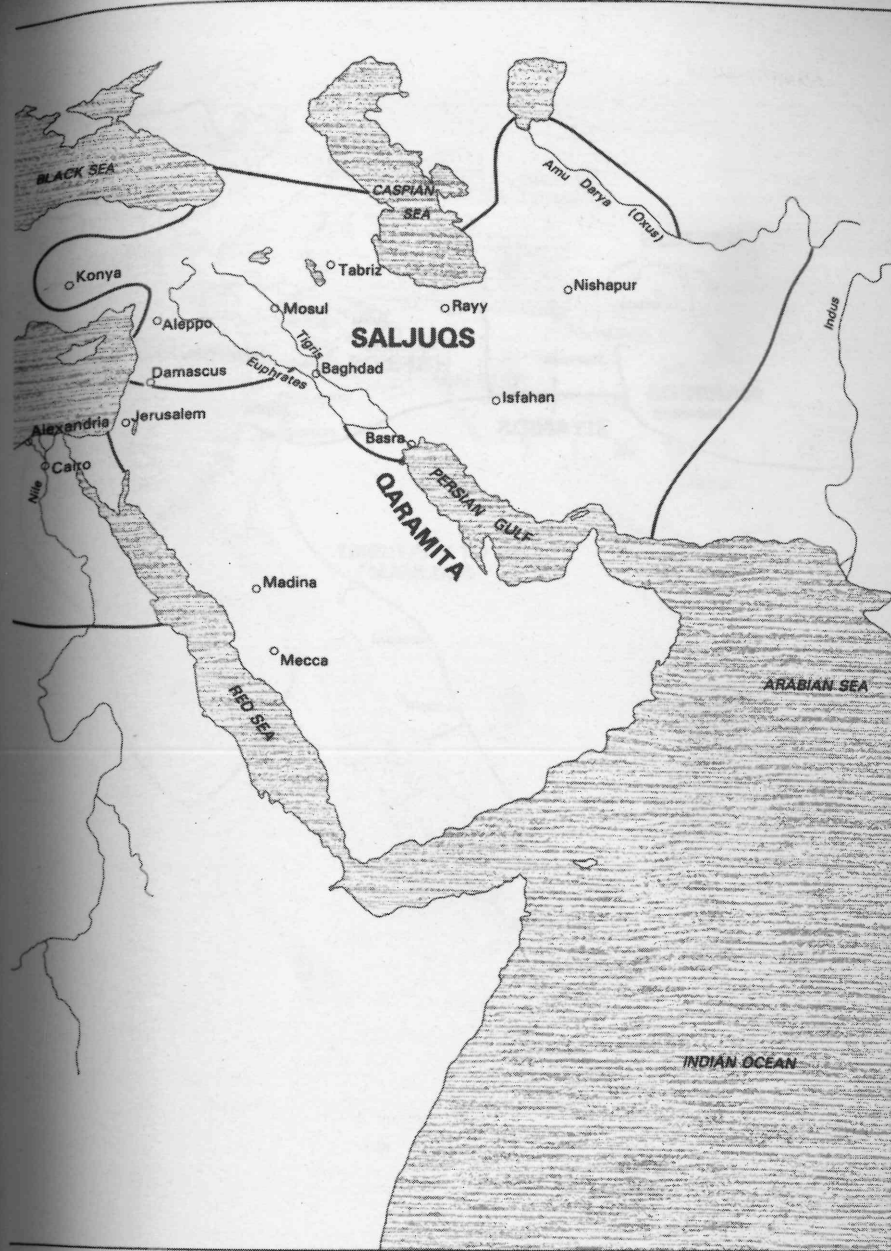 BLACK SEA
CASPIAN
SEA
Amu Darya (Oxus)
Konya
Tabriz
Nishapur
Aleppo
Mosul
Rayy
Indus
SALJUQS
Tigris
Damascus
Euphrates
Baghdad
Isfahan
Alexandria
Jerusalem
Basra
Cairo
Nile
PERSIAN GULF
QARAMITA
Madina
Mecca
RED SEA
ARABIAN SEA
INDIAN OCEAN